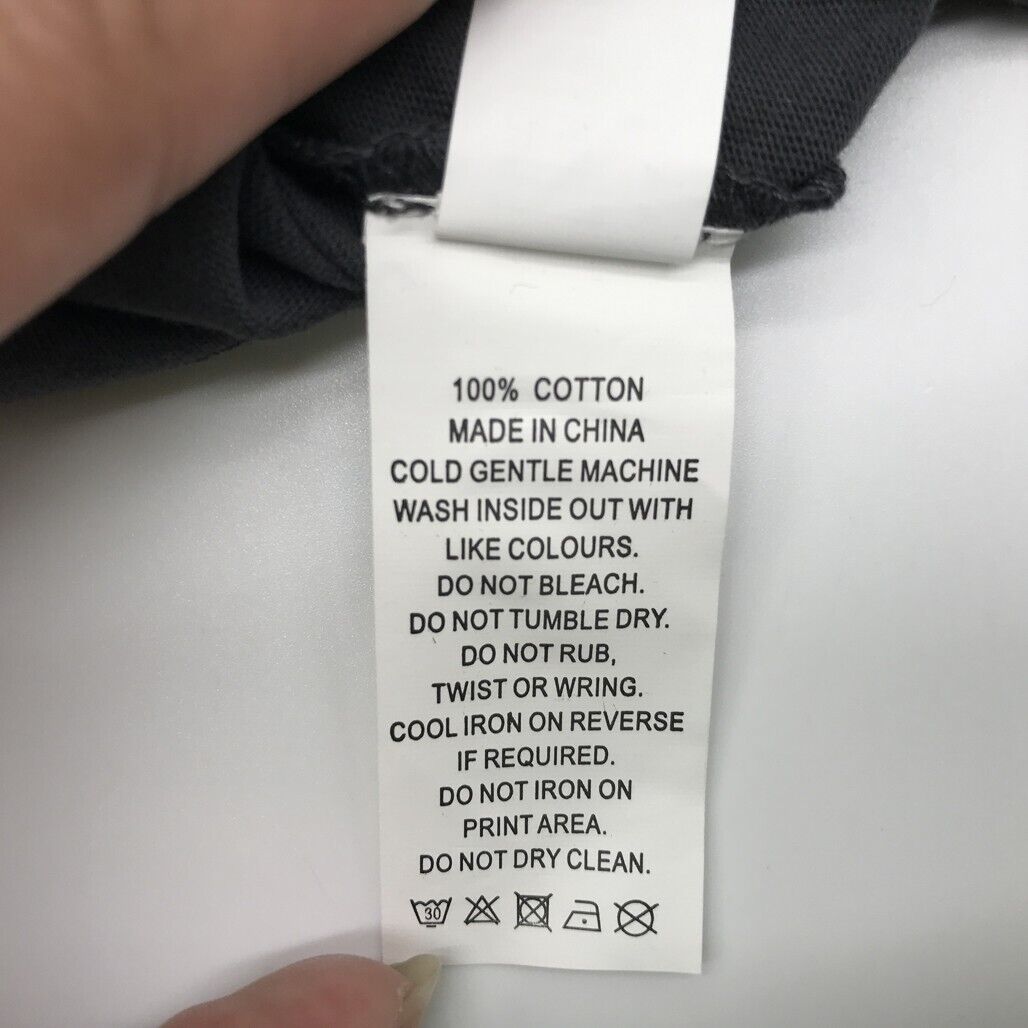 100% COTTON
MADE IN CHINA
COLD GENTLE MACHINE
WASH INSIDE OUT WITH
LIKE COLOURS.
DO NOT BLEACH.
DO NOT TUMBLE DRY.
DO NOT RUB,
TWIST OR WRING.
COOL IRON ON REVERSE
IF REQUIRED.
DO NOT IRON ON
PRINT AREA.
DO NOT DRY CLEAN.
30